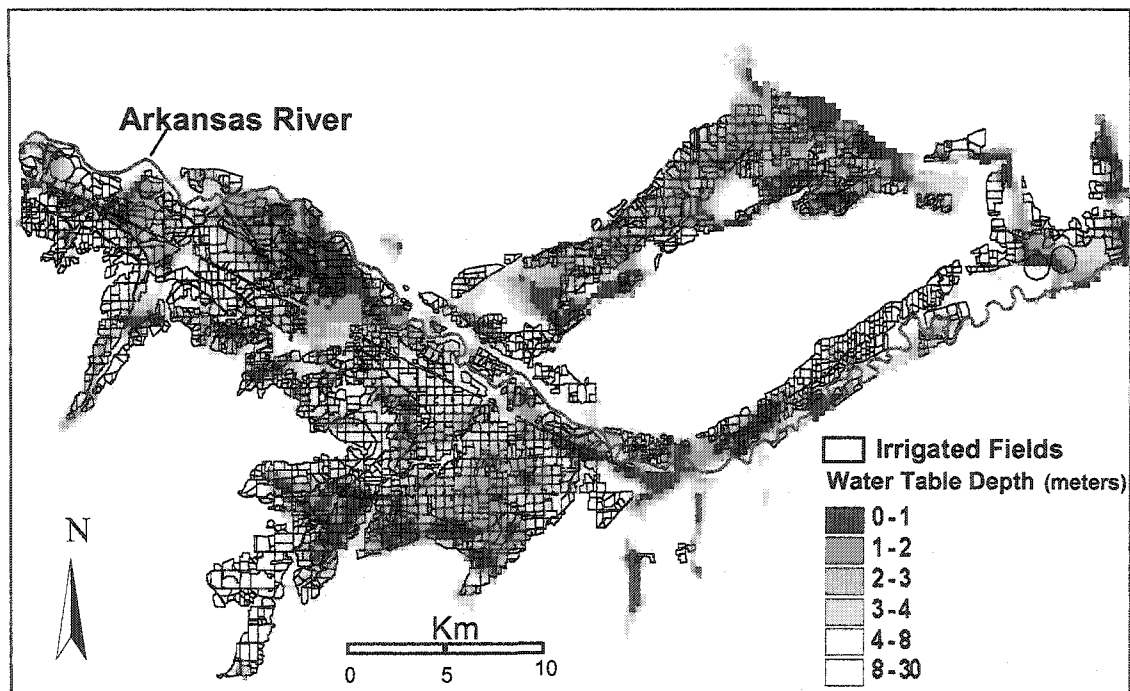 Arkansas River
Irrigated Fields
Water Table Depth (meters)
0 - 1
1 - 2
2 - 3
3 - 4
4 - 8
8 - 30
N
Km
0 5 10